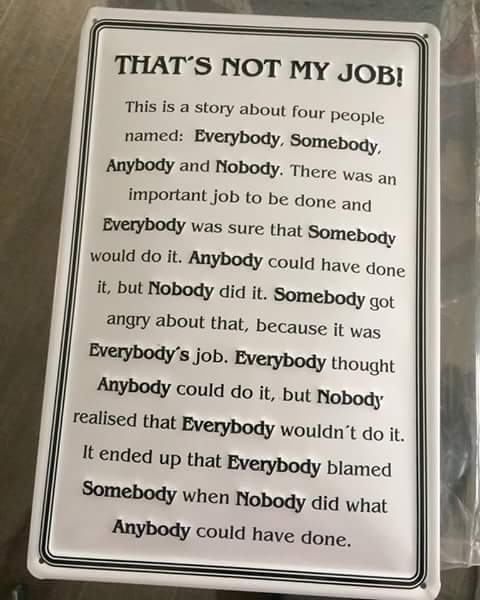 THAT´S NOT MY JOB!
This is a story about four people
named: Everybody, Somebody,
Anybody and Nobody. There was an
important job to be done and
Everybody was sure that Somebody
would do it. Anybody could have done
it, but Nobody did it. Somebody got
angry about that, because it was
Everybody´s job. Everybody thought
Anybody could do it, but Nobody
realised that Everybody wouldn´t do it.
It ended up that Everybody blamed
Somebody when Nobody did what
Anybody could have done.